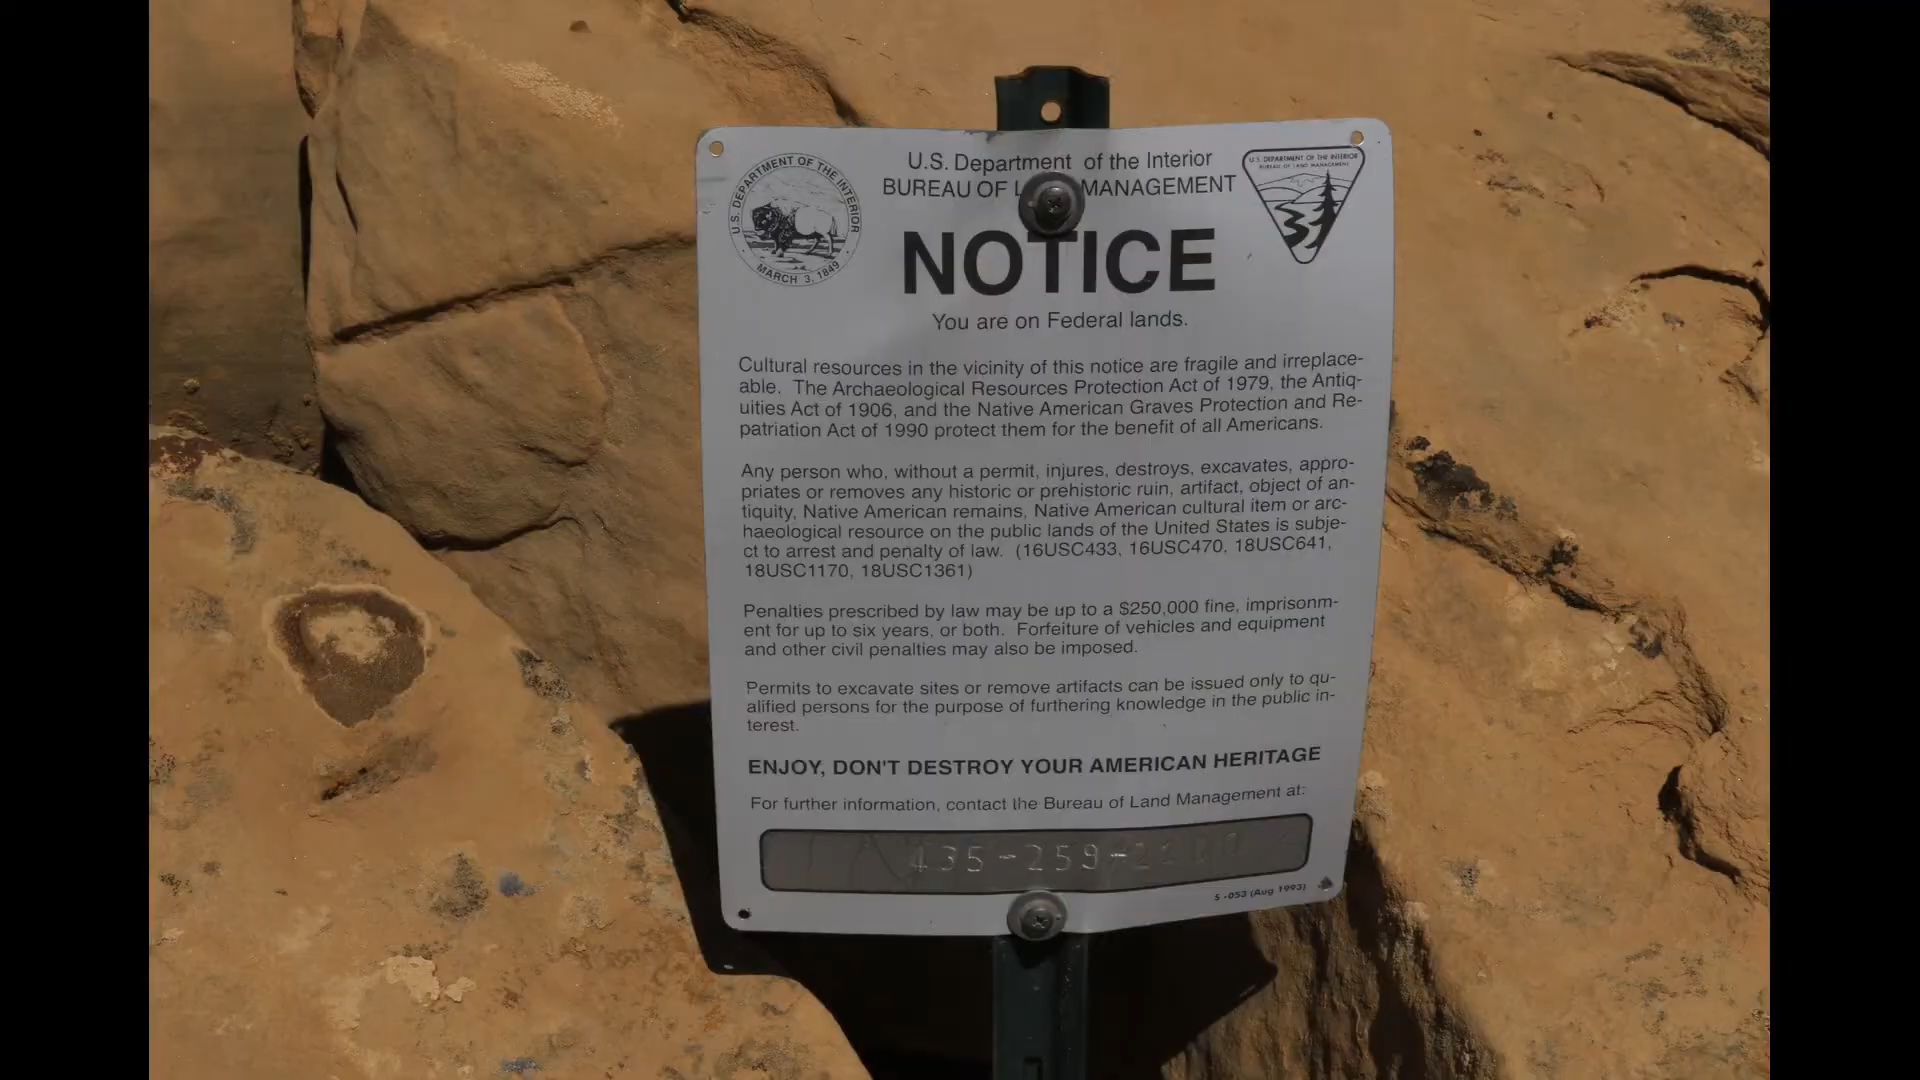 U.S. Department of the Interior
BUREAU OF MANAGEMENT
U.S. DEPARTMENT OF THE INTERIOR
MARCH 3, 1849
U.S. DEPARTMENT OF THE INTERIOR
BUREAU OF LAND MANAGEMENT
NOTICE
You are on Federal lands.
Cultural resources in the vicinity of this notice are fragile and irreplace-
able. The Archaeological Resources Protection Act of 1979, the Antiq-
uities Act of 1906, and the Native American Graves Protection and Re-
patriation Act of 1990 protect them for the benefit of all Americans.
Any person who, without a permit, injures, destroys, excavates, appro-
priates or removes any historic or prehistoric ruin, artifact, object of an-
tiquity, Native American remains, Native American cultural item or arc-
haeological resource on the public lands of the United States is subje-
ct to arrest and penalty of law. (16USC433, 16USC470, 18USC641,
18USC1170, 18USC1361)
Penalties prescribed by law may be up to a $250,000 fine, imprisonm-
ent for up to six years, or both. Forfeiture of vehicles and equipment
and other civil penalties may also be imposed.
Permits to excavate sites or remove artifacts can be issued only to qu-
alified persons for the purpose of furthering knowledge in the public in-
terest.
ENJOY, DON'T DESTROY YOUR AMERICAN HERITAGE
For further information, contact the Bureau of Land Management at:
435-259-
S-053 (Aug 1993)